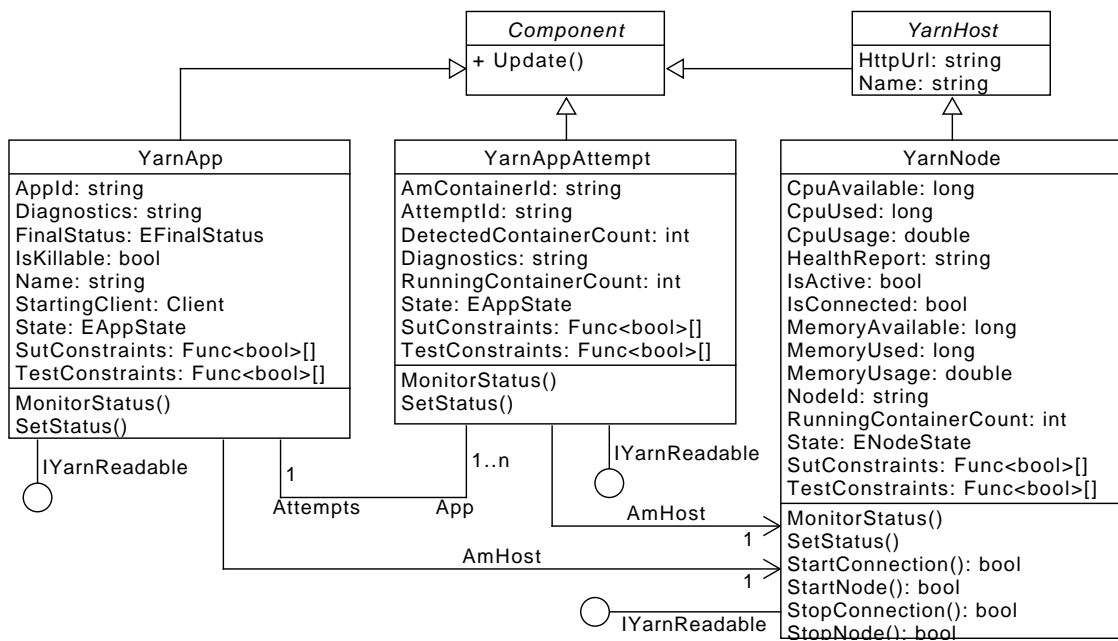 Component
+ Update()
YarnHost
HttpUrl: string
Name: string
YarnApp
AppId: string
Diagnostics: string
FinalStatus: EFinalStatus
IsKillable: bool
Name: string
StartingClient: Client
State: EAppState
SutConstraints: Func<bool>[]
TestConstraints: Func<bool>[]
MonitorStatus()
SetStatus()
YarnAppAttempt
AmContainerId: string
AttemptId: string
DetectedContainerCount: int
Diagnostics: string
RunningContainerCount: int
State: EAppState
SutConstraints: Func<bool>[]
TestConstraints: Func<bool>[]
MonitorStatus()
SetStatus()
YarnNode
CpuAvailable: long
CpuUsed: long
CpuUsage: double
HealthReport: string
IsActive: bool
IsConnected: bool
MemoryAvailable: long
MemoryUsed: long
MemoryUsage: double
NodeId: string
RunningContainerCount: int
State: ENodeState
SutConstraints: Func<bool>[]
TestConstraints: Func<bool>[]
MonitorStatus()
SetStatus()
StartConnection(): bool
StartNode(): bool
StopConnection(): bool
StopNode(): bool
IYarnReadable
1
1..n
IYarnReadable
Attempts
App
AmHost
1
AmHost
1
IYarnReadable